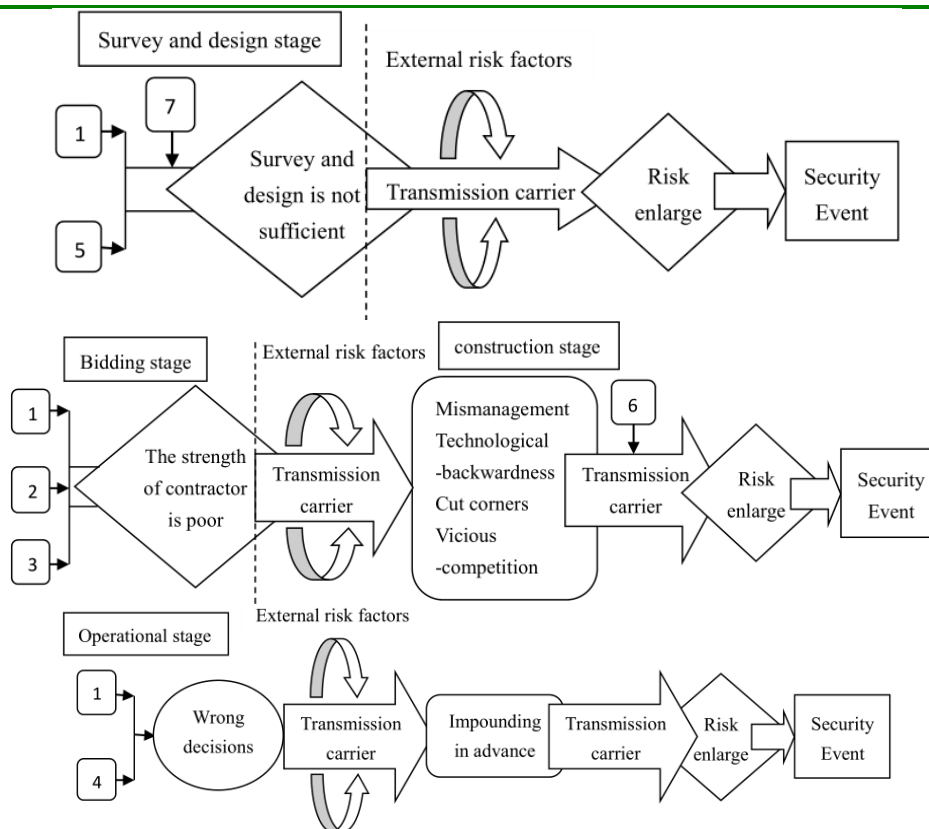 Survey and design stage
External risk factors
7
1
5
Survey and
design is not
sufficient
Transmission carrier
Risk
enlarge
Security
Event
Bidding stage
External risk factors
construction stage
1
2
3
The strength
of contractor
is poor
Transmission
carrier
Mismanagement
Technological
-backwardness
Cut corners
Vicious
-competition
6
Transmission
carrier
Risk
enlarge
Security
Event
Operational stage
External risk factors
1
4
Wrong
decisions
Transmission
carrier
Impounding
in advance
Transmission
carrier
Risk
enlarge
Security
Event